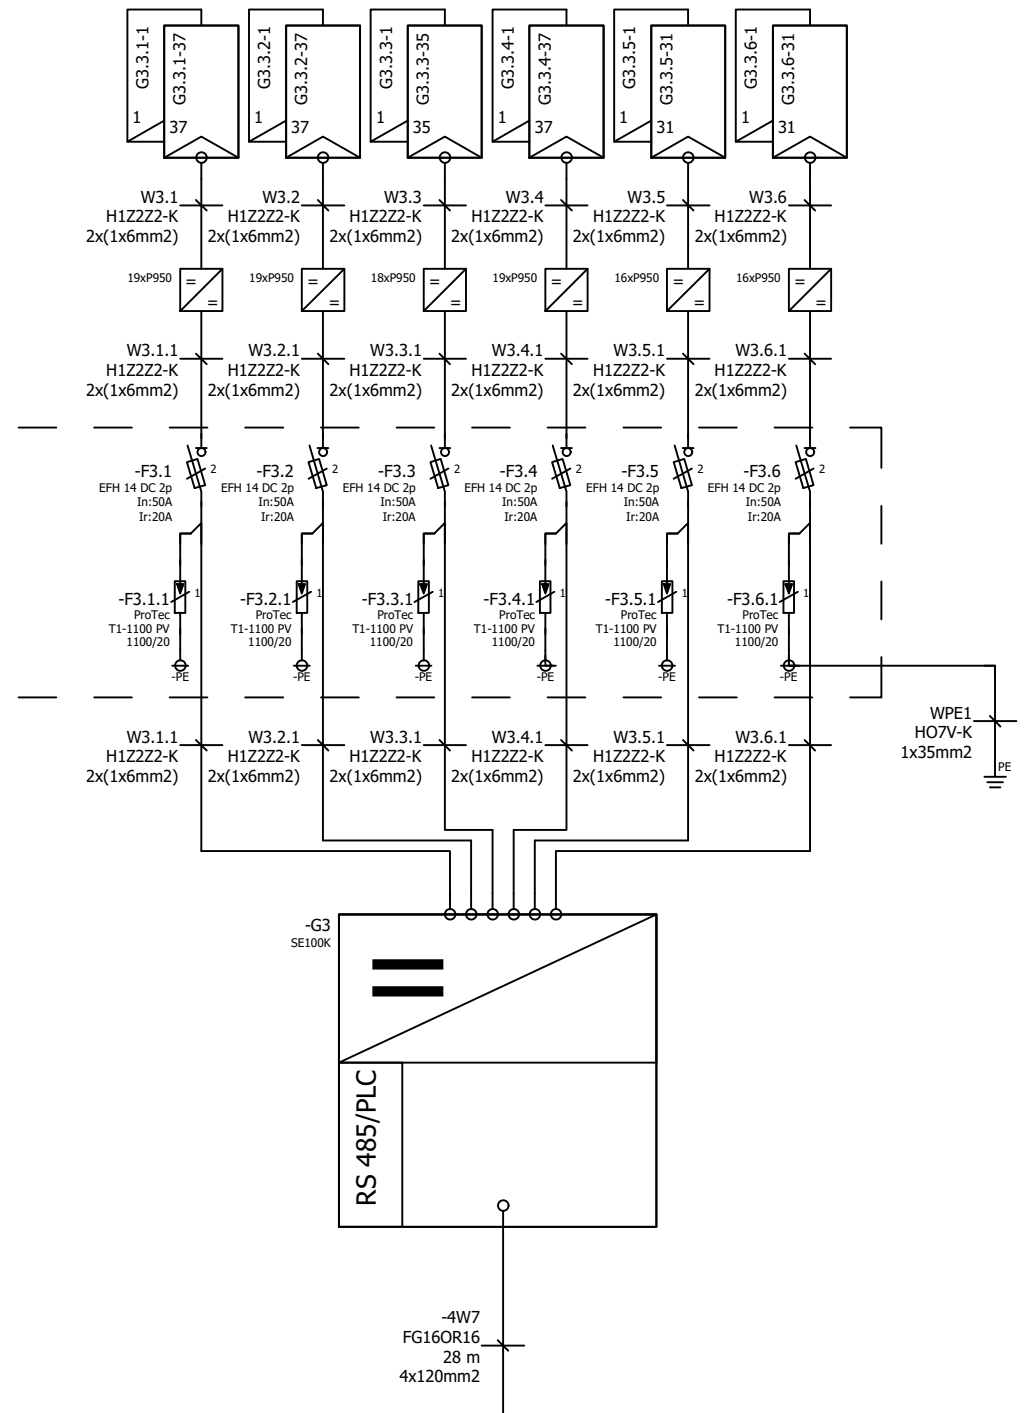 G3.3.1-1
G3.3.1-37
1
37
G3.3.2-1
G3.3.2-37
1
37
G3.3.3-1
G3.3.3-35
1
35
G3.3.4-1
G3.3.4-37
1
37
G3.3.5-1
G3.3.5-31
1
31
G3.3.6-1
G3.3.6-31
1
31
W3.1
H1Z2Z2-K
2x(1x6mm2)
W3.2
H1Z2Z2-K
2x(1x6mm2)
W3.3
H1Z2Z2-K
2x(1x6mm2)
W3.4
H1Z2Z2-K
2x(1x6mm2)
W3.5
H1Z2Z2-K
2x(1x6mm2)
W3.6
H1Z2Z2-K
2x(1x6mm2)
19xP950
19xP950
18xP950
19xP950
16xP950
16xP950
W3.1.1
H1Z2Z2-K
2x(1x6mm2)
W3.2.1
H1Z2Z2-K
2x(1x6mm2)
W3.3.1
H1Z2Z2-K
2x(1x6mm2)
W3.4.1
H1Z2Z2-K
2x(1x6mm2)
W3.5.1
H1Z2Z2-K
2x(1x6mm2)
W3.6.1
H1Z2Z2-K
2x(1x6mm2)
-F3.1
EFH 14 DC 2p
In:50A
Ir:20A
2
-F3.2
EFH 14 DC 2p
In:50A
Ir:20A
2
-F3.3
EFH 14 DC 2p
In:50A
Ir:20A
2
-F3.4
EFH 14 DC 2p
In:50A
Ir:20A
2
-F3.5
EFH 14 DC 2p
In:50A
Ir:20A
2
-F3.6
EFH 14 DC 2p
In:50A
Ir:20A
2
-F3.1.1
ProTec
T1-1100 PV
1100/20
1
-PE
-F3.2.1
ProTec
T1-1100 PV
1100/20
1
-PE
-F3.3.1
ProTec
T1-1100 PV
1100/20
1
-PE
-F3.4.1
ProTec
T1-1100 PV
1100/20
1
-PE
-F3.5.1
ProTec
T1-1100 PV
1100/20
1
-PE
-F3.6.1
ProTec
T1-1100 PV
1100/20
1
-PE
WPE1
HO7V-K
1x35mm2
PE
W3.1.1
H1Z2Z2-K
2x(1x6mm2)
W3.2.1
H1Z2Z2-K
2x(1x6mm2)
W3.3.1
H1Z2Z2-K
2x(1x6mm2)
W3.4.1
H1Z2Z2-K
2x(1x6mm2)
W3.5.1
H1Z2Z2-K
2x(1x6mm2)
W3.6.1
H1Z2Z2-K
2x(1x6mm2)
-G3
SE100K
RS 485/PLC
-4W7
FG16OR16
28 m
4x120mm2